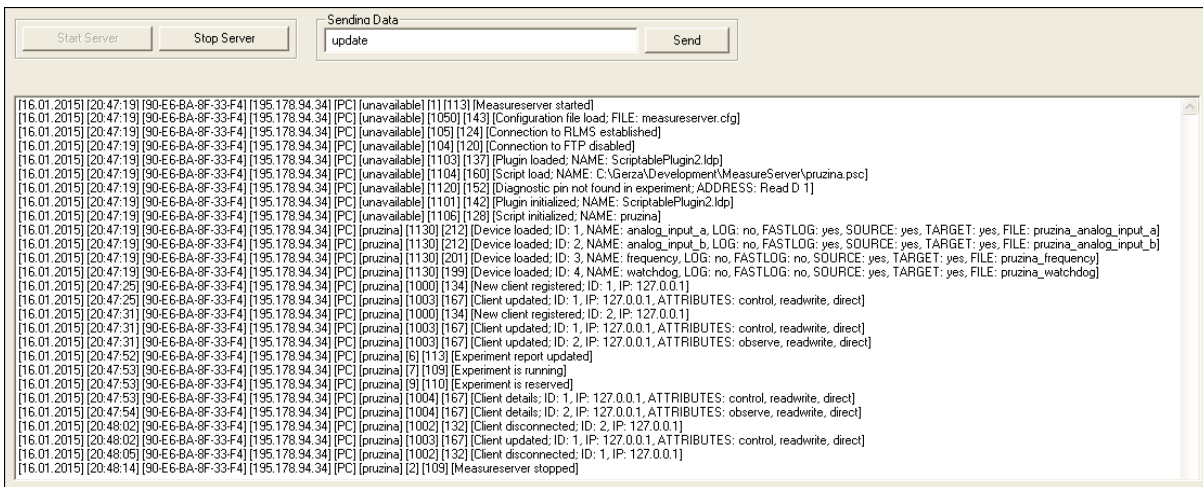 Sending Data
Start Server
Stop Server
update
Send
[16.01.2015] [20:47:19] [90-E6-BA-8F-33-F4] [195.178.94.34] [PC] [unavailable] [1] [113] [Measureserver started]
[16.01.2015] [20:47:19] [90-E6-BA-8F-33-F4] [195.178.94.34] [PC] [unavailable] [1050] [143] [Configuration file load; FILE: measureserver.cfg]
[16.01.2015] [20:47:19] [90-E6-BA-8F-33-F4] [195.178.94.34] [PC] [unavailable] [105] [124] [Connection to RLMS established]
[16.01.2015] [20:47:19] [90-E6-BA-8F-33-F4] [195.178.94.34] [PC] [unavailable] [104] [120] [Connection to FTP disabled]
[16.01.2015] [20:47:19] [90-E6-BA-8F-33-F4] [195.178.94.34] [PC] [unavailable] [1103] [137] [Plugin loaded; NAME: ScriptablePlugin2.ldp]
[16.01.2015] [20:47:19] [90-E6-BA-8F-33-F4] [195.178.94.34] [PC] [unavailable] [1104] [160] [Script load; NAME: C:\Gerza\Development\MeasureServer\pruzina.psc]
[16.01.2015] [20:47:19] [90-E6-BA-8F-33-F4] [195.178.94.34] [PC] [unavailable] [1120] [152] [Diagnostic pin not found in experiment; ADDRESS: Read D 1]
[16.01.2015] [20:47:19] [90-E6-BA-8F-33-F4] [195.178.94.34] [PC] [unavailable] [1101] [142] [Plugin initialized; NAME: ScriptablePlugin2.ldp]
[16.01.2015] [20:47:19] [90-E6-BA-8F-33-F4] [195.178.94.34] [PC] [unavailable] [1106] [128] [Script initialized; NAME: pruzina]
[16.01.2015] [20:47:19] [90-E6-BA-8F-33-F4] [195.178.94.34] [PC] [pruzina] [1130] [212] [Device loaded; ID: 1, NAME: analog_input_a, LOG: no, FASTLOG: yes, SOURCE: yes, TARGET: yes, FILE: pruzina_analog_input_a]
[16.01.2015] [20:47:19] [90-E6-BA-8F-33-F4] [195.178.94.34] [PC] [pruzina] [1130] [212] [Device loaded; ID: 2, NAME: analog_input_b, LOG: no, FASTLOG: yes, SOURCE: yes, TARGET: yes, FILE: pruzina_analog_input_b]
[16.01.2015] [20:47:19] [90-E6-BA-8F-33-F4] [195.178.94.34] [PC] [pruzina] [1130] [201] [Device loaded; ID: 3, NAME: frequency, LOG: no, FASTLOG: no, SOURCE: yes, TARGET: yes, FILE: pruzina_frequency]
[16.01.2015] [20:47:19] [90-E6-BA-8F-33-F4] [195.178.94.34] [PC] [pruzina] [1130] [199] [Device loaded; ID: 4, NAME: watchdog, LOG: no, FASTLOG: no, SOURCE: yes, TARGET: yes, FILE: pruzina_watchdog]
[16.01.2015] [20:47:25] [90-E6-BA-8F-33-F4] [195.178.94.34] [PC] [pruzina] [1000] [134] [New client registered; ID: 1, IP: 127.0.0.1]
[16.01.2015] [20:47:25] [90-E6-BA-8F-33-F4] [195.178.94.34] [PC] [pruzina] [1003] [167] [Client updated; ID: 1, IP: 127.0.0.1, ATTRIBUTES: control, readwrite, direct]
[16.01.2015] [20:47:31] [90-E6-BA-8F-33-F4] [195.178.94.34] [PC] [pruzina] [1000] [134] [New client registered; ID: 2, IP: 127.0.0.1]
[16.01.2015] [20:47:31] [90-E6-BA-8F-33-F4] [195.178.94.34] [PC] [pruzina] [1003] [167] [Client updated; ID: 1, IP: 127.0.0.1, ATTRIBUTES: control, readwrite, direct]
[16.01.2015] [20:47:31] [90-E6-BA-8F-33-F4] [195.178.94.34] [PC] [pruzina] [1003] [167] [Client updated; ID: 2, IP: 127.0.0.1, ATTRIBUTES: observe, readwrite, direct]
[16.01.2015] [20:47:52] [90-E6-BA-8F-33-F4] [195.178.94.34] [PC] [pruzina] [6] [113] [Experiment report updated]
[16.01.2015] [20:47:53] [90-E6-BA-8F-33-F4] [195.178.94.34] [PC] [pruzina] [7] [109] [Experiment is running]
[16.01.2015] [20:47:53] [90-E6-BA-8F-33-F4] [195.178.94.34] [PC] [pruzina] [9] [110] [Experiment is reserved]
[16.01.2015] [20:47:53] [90-E6-BA-8F-33-F4] [195.178.94.34] [PC] [pruzina] [1004] [167] [Client details; ID: 1, IP: 127.0.0.1, ATTRIBUTES: control, readwrite, direct]
[16.01.2015] [20:47:54] [90-E6-BA-8F-33-F4] [195.178.94.34] [PC] [pruzina] [1004] [167] [Client details; ID: 2, IP: 127.0.0.1, ATTRIBUTES: observe, readwrite, direct]
[16.01.2015] [20:48:02] [90-E6-BA-8F-33-F4] [195.178.94.34] [PC] [pruzina] [1002] [132] [Client disconnected; ID: 2, IP: 127.0.0.1]
[16.01.2015] [20:48:02] [90-E6-BA-8F-33-F4] [195.178.94.34] [PC] [pruzina] [1003] [167] [Client updated; ID: 1, IP: 127.0.0.1, ATTRIBUTES: control, readwrite, direct]
[16.01.2015] [20:48:05] [90-E6-BA-8F-33-F4] [195.178.94.34] [PC] [pruzina] [1002] [132] [Client disconnected; ID: 1, IP: 127.0.0.1]
[16.01.2015] [20:48:14] [90-E6-BA-8F-33-F4] [195.178.94.34] [PC] [pruzina] [2] [109] [Measureserver stopped]